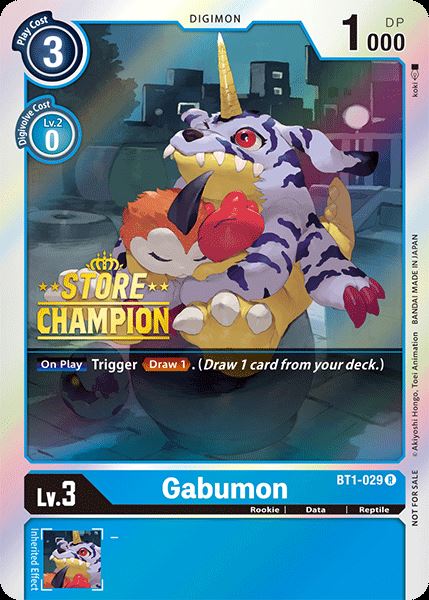 Play Cost
3
DIGIMON
DP
1000
Digivolve Cost
Lv.2
0
koki
STORE
CHAMPION
On Play Trigger Draw 1. (Draw 1 card from your deck.)
© Akiyoshi Hongo, Toei Animation BANDAI MADE IN JAPAN
NOT FOR SALE
Lv.3
Gabumon
BT1-029 R
Rookie | Data | Reptile
Inherited Effect
–